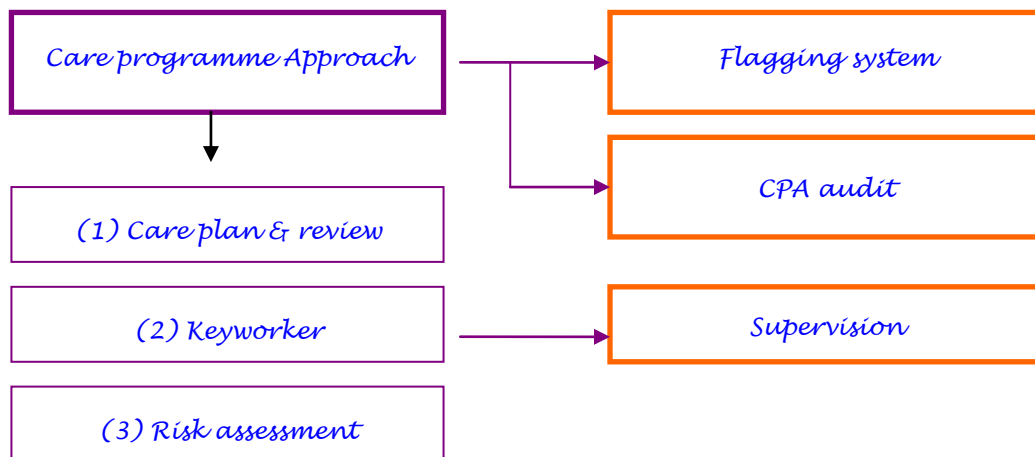 Care programme Approach
Flagging system
CPA audit
(1) Care plan & review
(2) Keyworker
Supervision
(3) Risk assessment